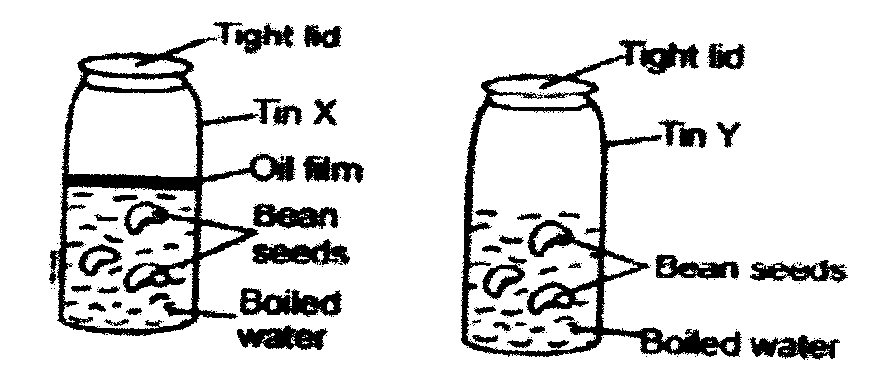 Tight lid
Tin X
Oil film
Bean
seeds
Boiled
water
Tight lid
Tin Y
Bean seeds
Boiled water